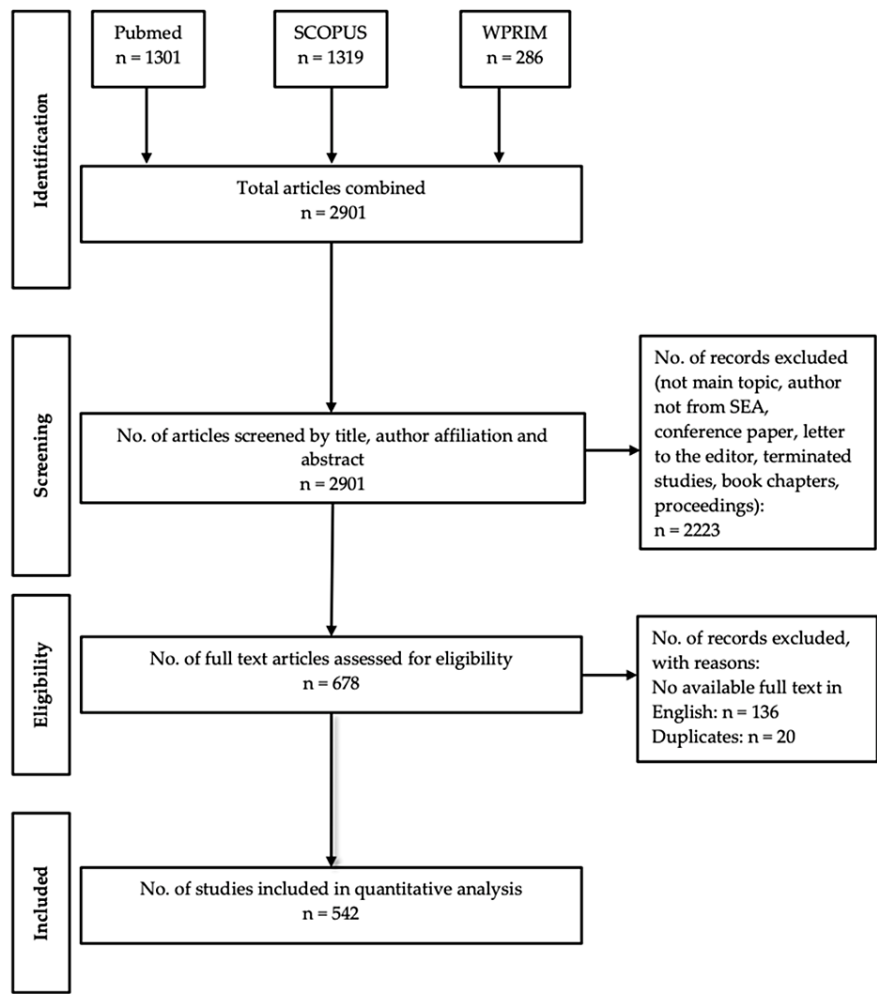 Identification
Pubmed
n = 1301
SCOPUS
n = 1319
WPRIM
n = 286
Total articles combined
n = 2901
Screening
No. of articles screened by title, author affiliation and
abstract
n = 2901
No. of records excluded
(not main topic, author
not from SEA,
conference paper, letter
to the editor, terminated
studies, book chapters,
proceedings):
n = 2223
Eligibility
No. of full text articles assessed for eligibility
n = 678
No. of records excluded,
with reasons:
No available full text in
English: n = 136
Duplicates: n = 20
Included
No. of studies included in quantitative analysis
n = 542